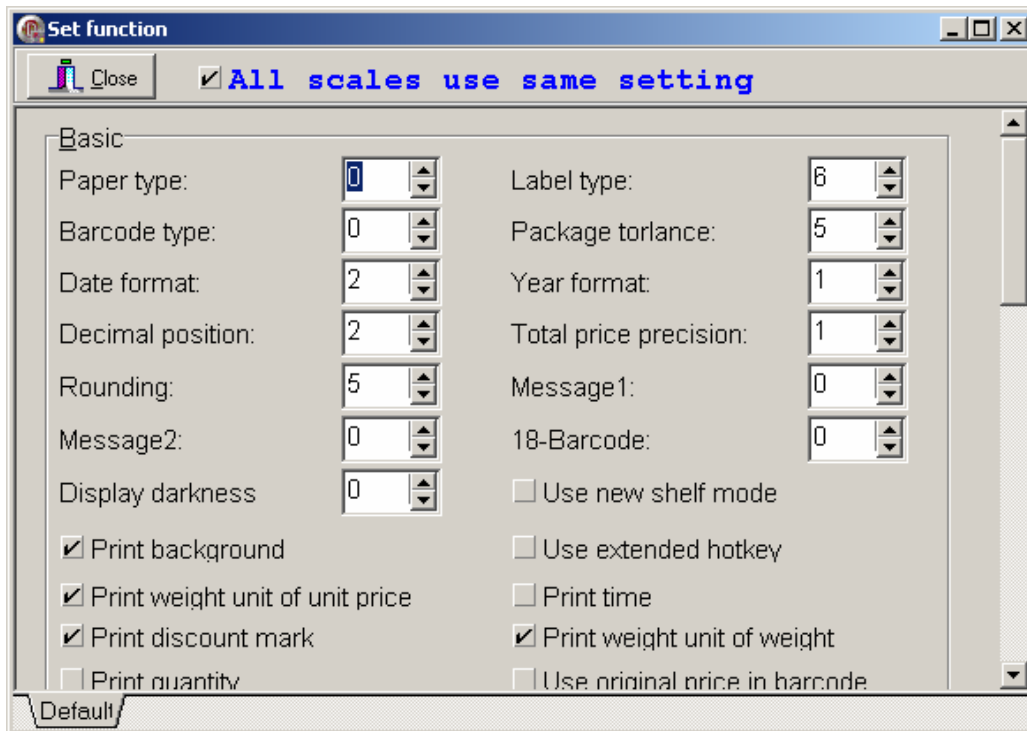 Set function
Close All scales use same setting
Basic
Paper type: 0 Label type: 6
Barcode type: 0 Package torlance: 5
Date format: 2 Year format: 1
Decimal position: 2 Total price precision: 1
Rounding: 5 Message1: 0
Message2: 0 18-Barcode: 0
Display darkness 0 Use new shelf mode
Print background Use extended hotkey
Print weight unit of unit price Print time
Print discount mark Print weight unit of weight
Print quantity Use original price in barcode
Default